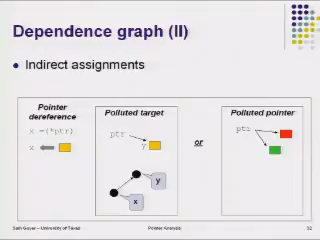 Dependence graph (II)
Indirect assignments
Pointer
dereference
x =(*ptr)
x
Polluted target
ptr
y
y
x
or
Polluted pointer
ptr
Sam Guyer – University of Texas
Pointer Analysis
32